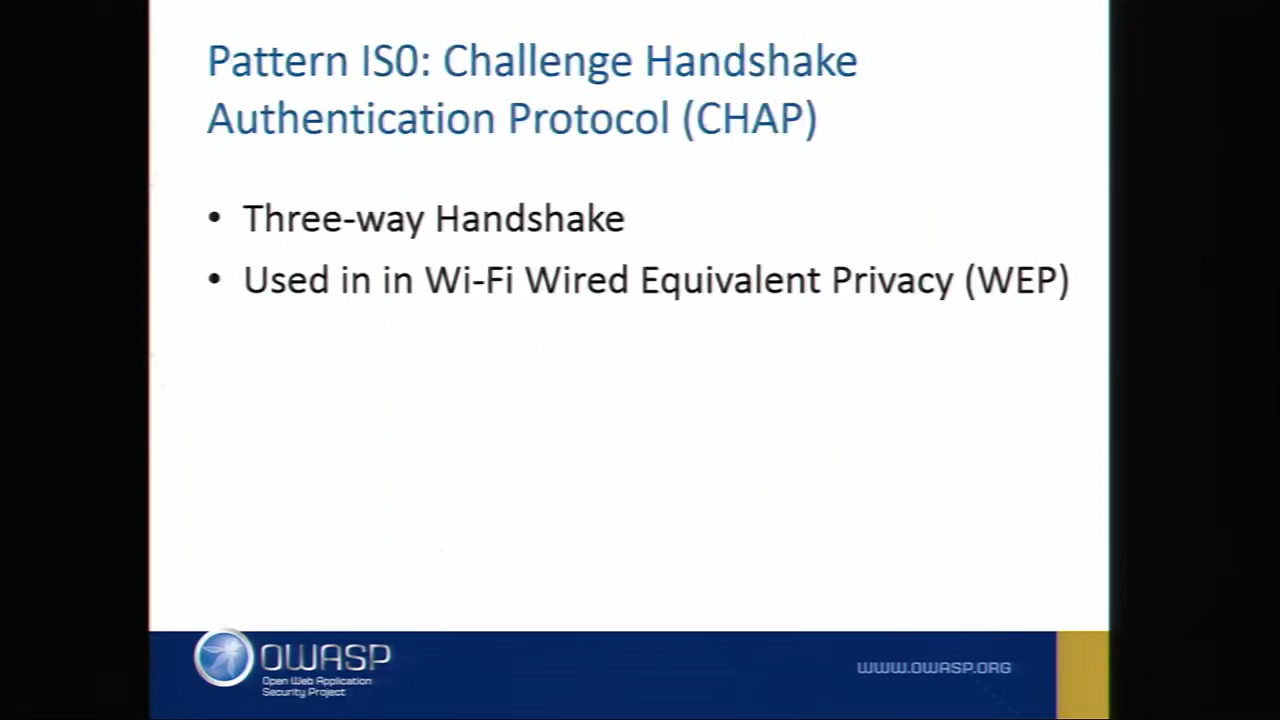 Pattern IS0: Challenge Handshake
Authentication Protocol (CHAP)
• Three-way Handshake
• Used in in Wi-Fi Wired Equivalent Privacy (WEP)
OWASP
Open Web Application
Security Project
WWW.OWASP.ORG